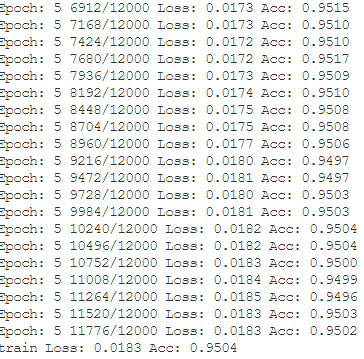 Epoch: 5 6912/12000 Loss: 0.0173 Acc: 0.9515
Epoch: 5 7168/12000 Loss: 0.0173 Acc: 0.9510
Epoch: 5 7424/12000 Loss: 0.0172 Acc: 0.9510
Epoch: 5 7680/12000 Loss: 0.0172 Acc: 0.9517
Epoch: 5 7936/12000 Loss: 0.0173 Acc: 0.9509
Epoch: 5 8192/12000 Loss: 0.0174 Acc: 0.9510
Epoch: 5 8448/12000 Loss: 0.0175 Acc: 0.9508
Epoch: 5 8704/12000 Loss: 0.0175 Acc: 0.9508
Epoch: 5 8960/12000 Loss: 0.0177 Acc: 0.9506
Epoch: 5 9216/12000 Loss: 0.0180 Acc: 0.9497
Epoch: 5 9472/12000 Loss: 0.0181 Acc: 0.9497
Epoch: 5 9728/12000 Loss: 0.0180 Acc: 0.9503
Epoch: 5 9984/12000 Loss: 0.0181 Acc: 0.9503
Epoch: 5 10240/12000 Loss: 0.0182 Acc: 0.9504
Epoch: 5 10496/12000 Loss: 0.0182 Acc: 0.9504
Epoch: 5 10752/12000 Loss: 0.0183 Acc: 0.9500
Epoch: 5 11008/12000 Loss: 0.0184 Acc: 0.9499
Epoch: 5 11264/12000 Loss: 0.0185 Acc: 0.9496
Epoch: 5 11520/12000 Loss: 0.0183 Acc: 0.9503
Epoch: 5 11776/12000 Loss: 0.0183 Acc: 0.9502
train Loss: 0.0183 Acc: 0.9504